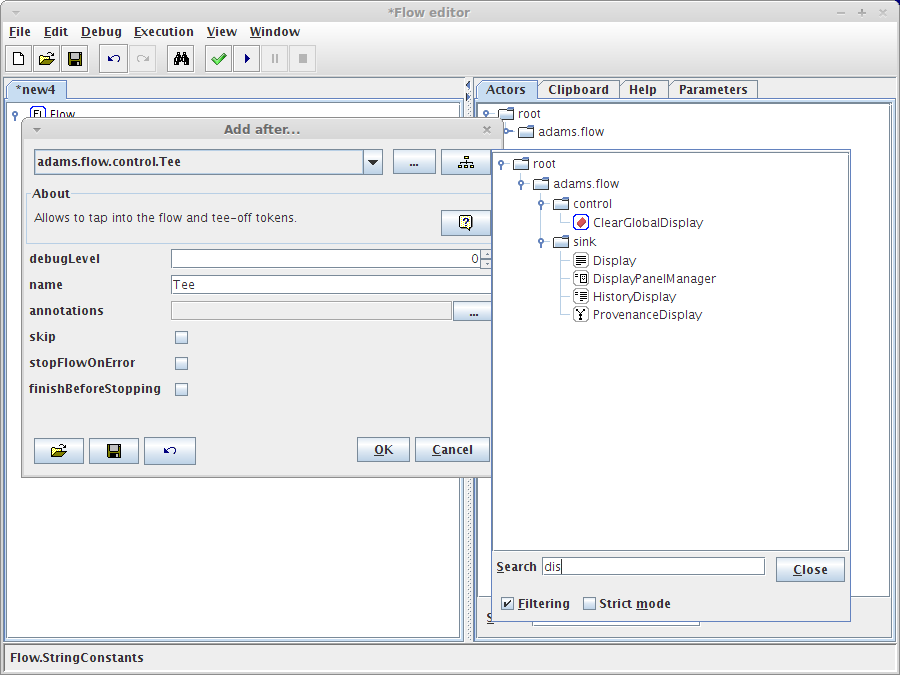 *Flow editor
File Edit Debug Execution View Window
*new4
Flow
Actors Clipboard Help Parameters
root
adams.flow
Add after...
adams.flow.control.Tee
...
About
Allows to tap into the flow and tee-off tokens.
debugLevel 0
name Tee
annotations ...
skip
stopFlowOnError
finishBeforeStopping
OK Cancel
root
adams.flow
control
ClearGlobalDisplay
sink
Display
DisplayPanelManager
HistoryDisplay
ProvenanceDisplay
Search dis Close
Filtering Strict mode
Flow.StringConstants